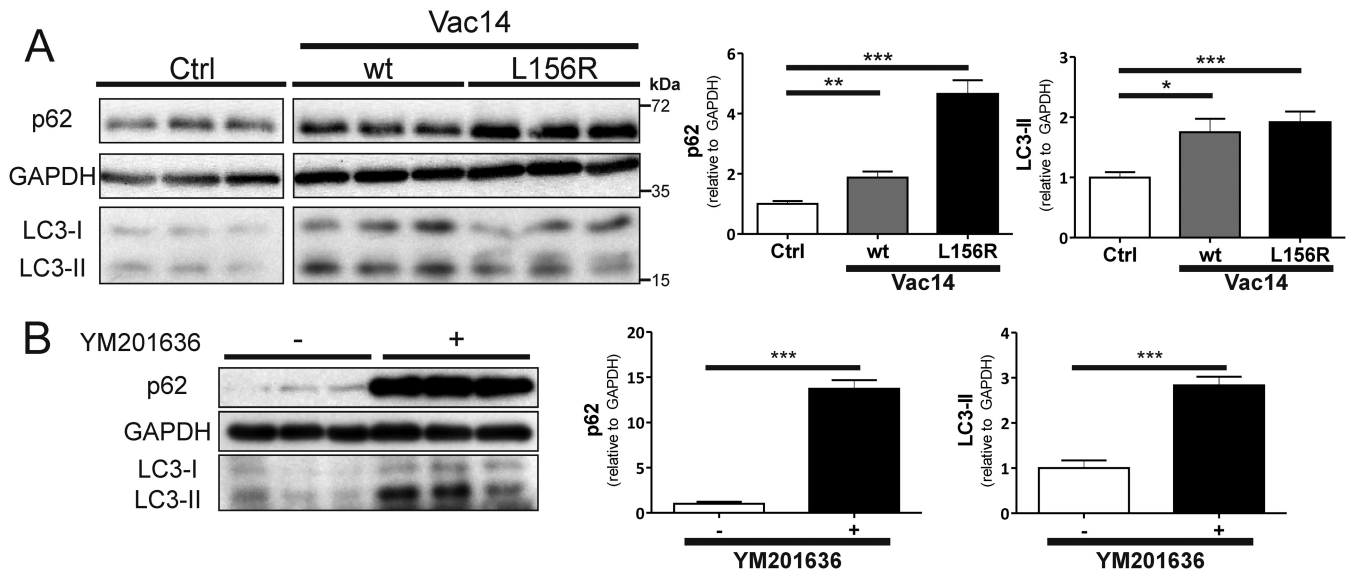 A
Vac14
Ctrl
wt
L156R
kDa
p62
72
GAPDH
35
LC3-I
LC3-II
15
p62
(relative to GAPDH)
6
4
2
0
**
***
Ctrl
wt
L156R
Vac14
LC3-II
(relative to GAPDH)
3
2
1
0
*
***
Ctrl
wt
L156R
Vac14
B
YM201636
-
+
p62
GAPDH
LC3-I
LC3-II
p62
(relative to GAPDH)
20
15
10
5
0
***
-
+
YM201636
LC3-II
(relative to GAPDH)
4
3
2
1
0
***
-
+
YM201636